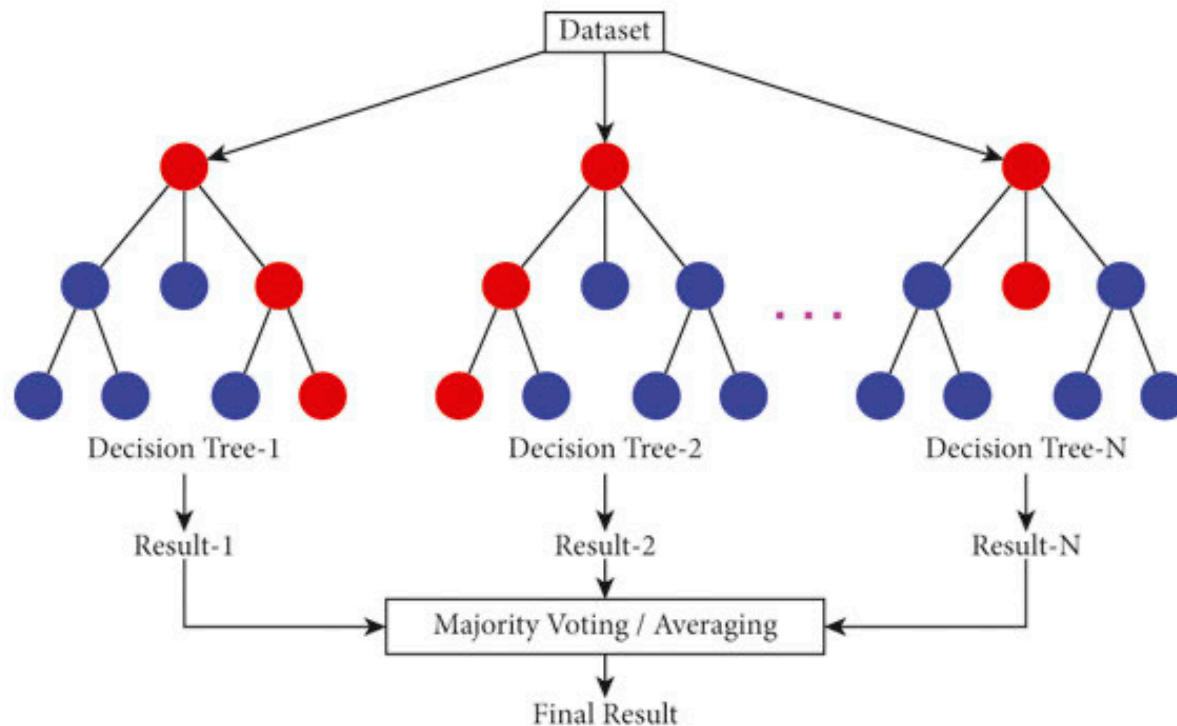 Dataset
Decision Tree-1
Decision Tree-2
Decision Tree-N
Result-1
Result-2
Result-N
Majority Voting / Averaging
Final Result